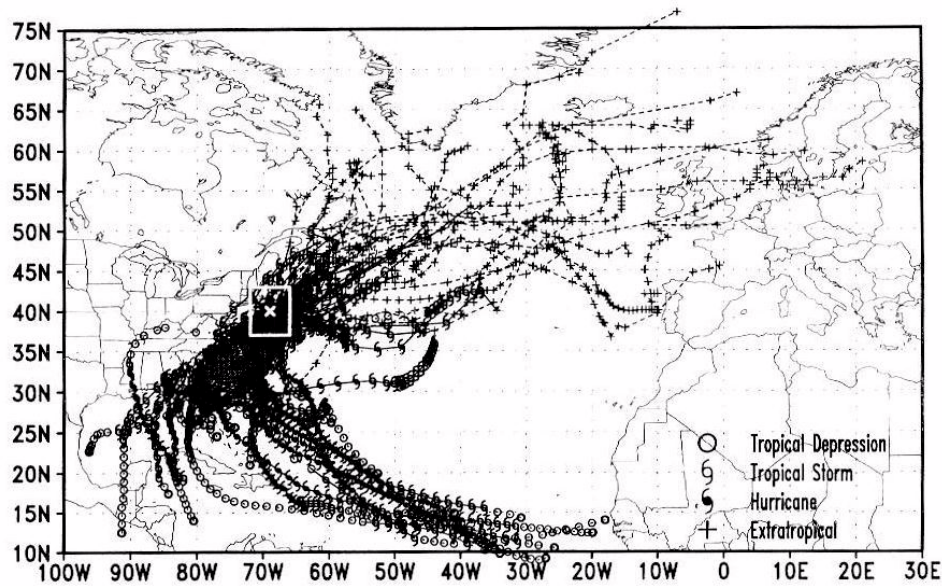 75N
70N
65N
60N
55N
50N
45N
40N
35N
30N
25N
20N
15N
10N
Tropical Depression
Tropical Storm
Hurricane
Extratropical
100W 90W 80W 70W 60W 50W 40W 30W 20W 10W 0 10E 20E 30E